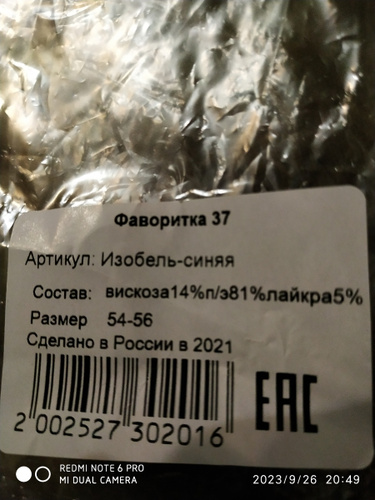 Фаворитка 37
Артикул: Изобель-синяя
Состав: вискоза14%п/э81%лайкра5%
Размер 54-56
Сделано в России в 2021
EAC
2 002527 302016
REDMI NOTE 6 PRO
MI DUAL CAMERA
2023/9/26 20:49